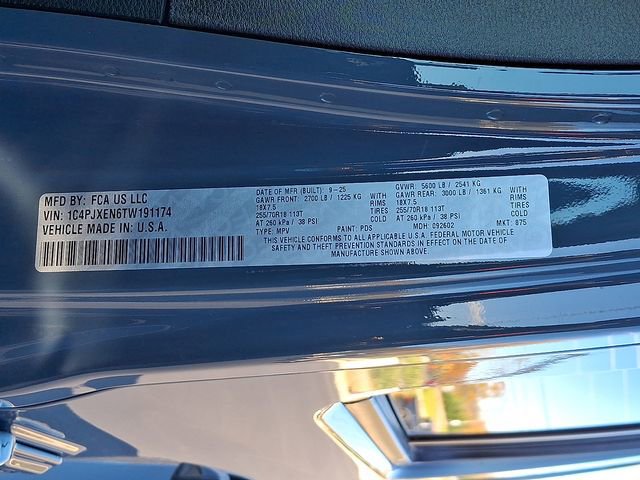 MFD BY: FCA US LLC
VIN: 1C4PJXEN6TW191174
VEHICLE MADE IN: U.S.A.
DATE OF MFR (BUILT): 9-25 GVWR: 5600 LB / 2541 KG
GAWR FRONT: 2700 LB / 1225 KG WITH GAWR REAR: 3000 LB / 1361 KG WITH
18X7.5 RIMS 18X7.5 RIMS
255/70R18 113T TIRES 255/70R18 113T TIRES
AT 260 kPa / 38 PSI COLD AT 260 kPa / 38 PSI COLD
TYPE: MPV PAINT: PDS MDH: 092602 MKT: 875
THIS VEHICLE CONFORMS TO ALL APPLICABLE U.S.A. FEDERAL MOTOR VEHICLE
SAFETY AND THEFT PREVENTION STANDARDS IN EFFECT ON THE DATE OF
MANUFACTURE SHOWN ABOVE.